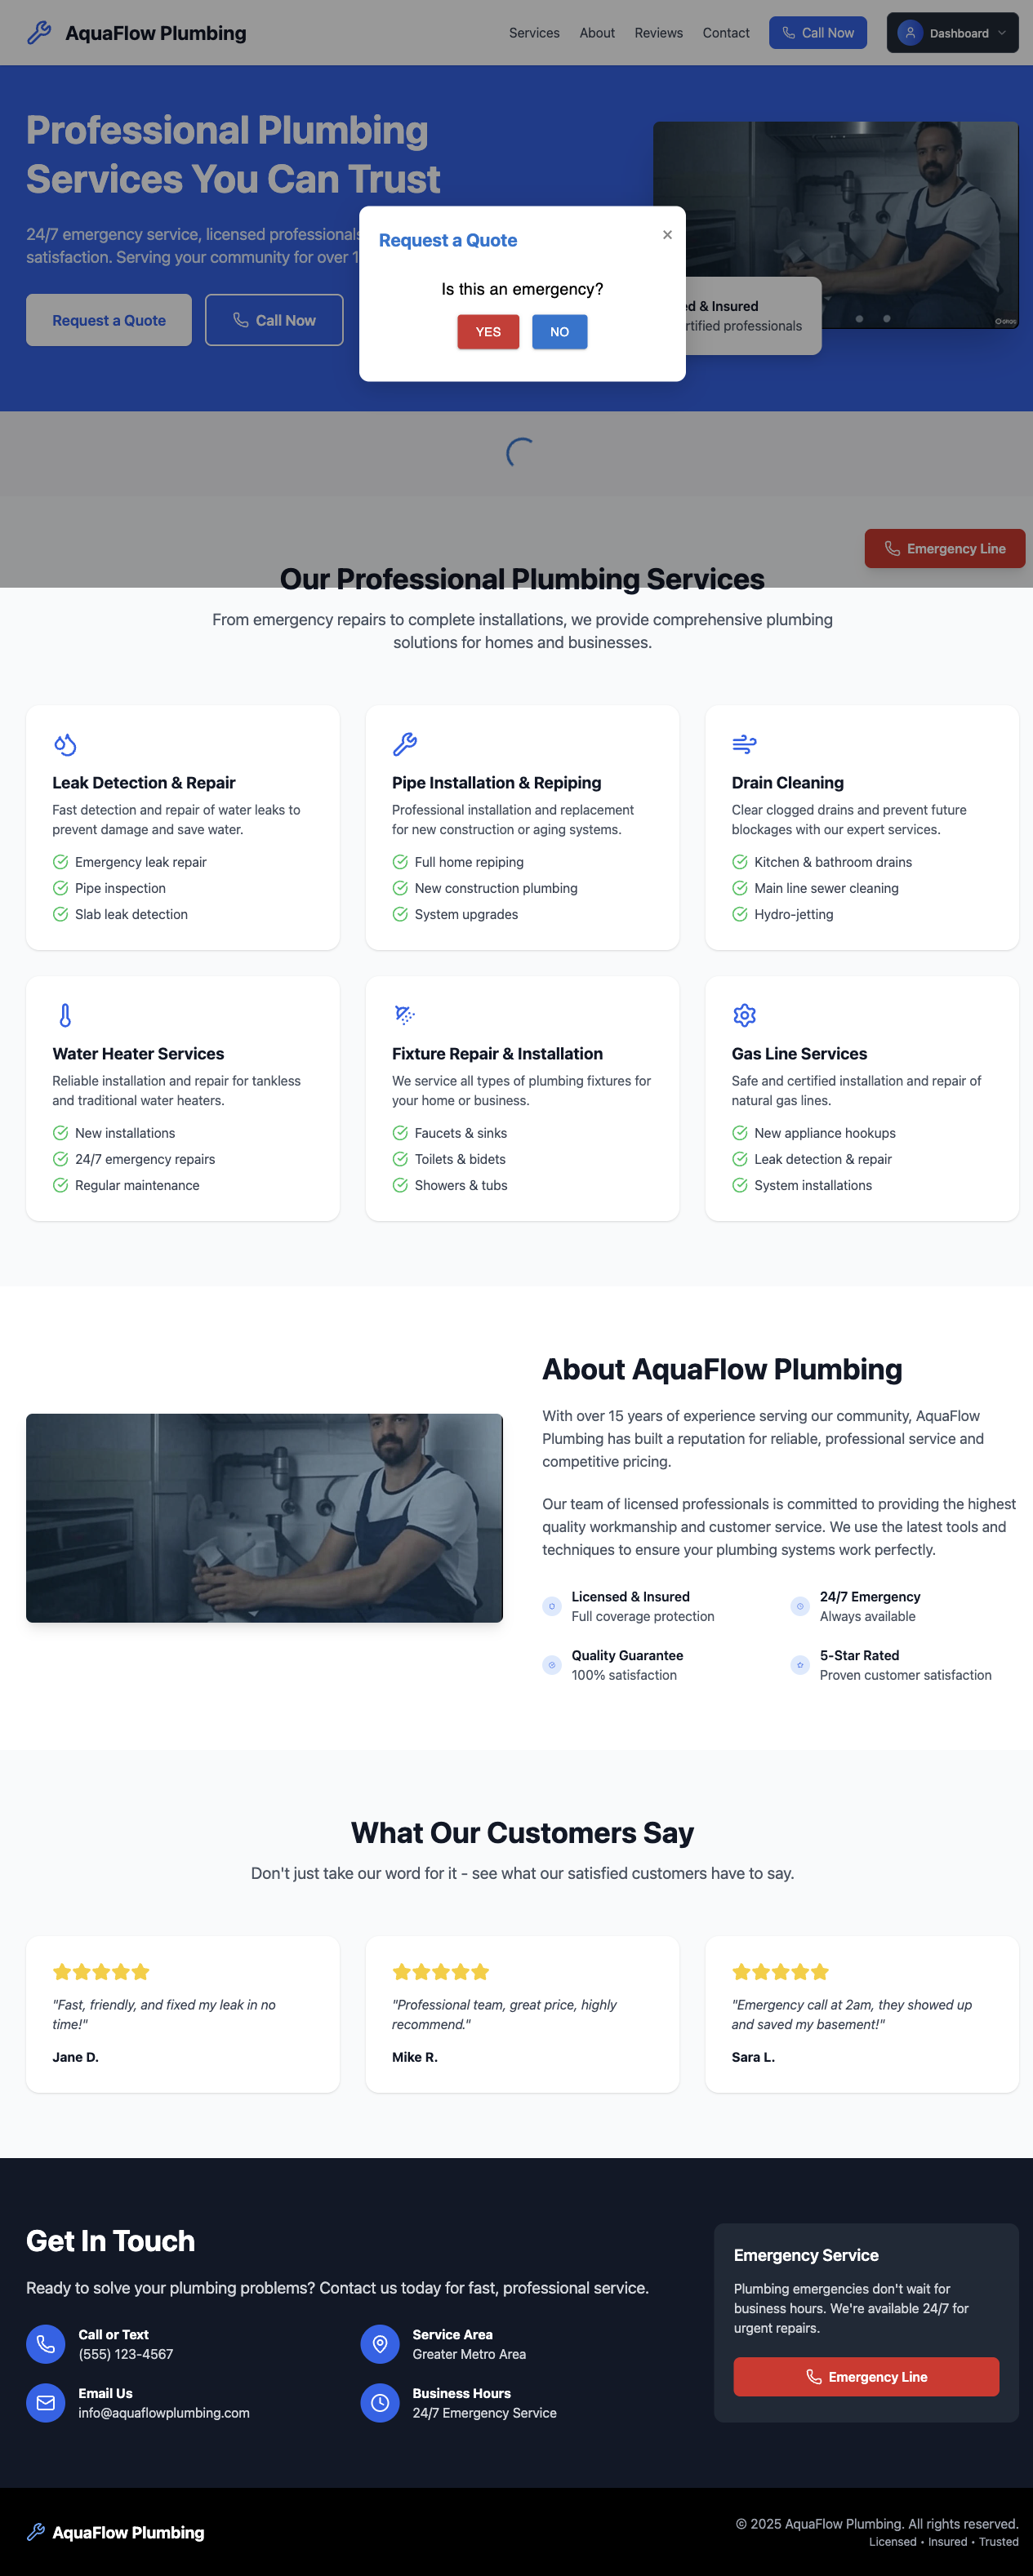 AquaFlow Plumbing
Services
About
Reviews
Contact
Call Now
Dashboard
Professional Plumbing
Services You Can Trust
24/7 emergency service, licensed professionals
satisfaction. Serving your community for over 1
Request a Quote
Call Now
Request a Quote
×
Is this an emergency?
YES
NO
ed & Insured
rtified professionals
Emergency Line
Our Professional Plumbing Services
From emergency repairs to complete installations, we provide comprehensive plumbing
solutions for homes and businesses.
Leak Detection & Repair
Fast detection and repair of water leaks to
prevent damage and save water.
Emergency leak repair
Pipe inspection
Slab leak detection
Pipe Installation & Repiping
Professional installation and replacement
for new construction or aging systems.
Full home repiping
New construction plumbing
System upgrades
Drain Cleaning
Clear clogged drains and prevent future
blockages with our expert services.
Kitchen & bathroom drains
Main line sewer cleaning
Hydro-jetting
Water Heater Services
Reliable installation and repair for tankless
and traditional water heaters.
New installations
24/7 emergency repairs
Regular maintenance
Fixture Repair & Installation
We service all types of plumbing fixtures for
your home or business.
Faucets & sinks
Toilets & bidets
Showers & tubs
Gas Line Services
Safe and certified installation and repair of
natural gas lines.
New appliance hookups
Leak detection & repair
System installations
About AquaFlow Plumbing
With over 15 years of experience serving our community, AquaFlow
Plumbing has built a reputation for reliable, professional service and
competitive pricing.
Our team of licensed professionals is committed to providing the highest
quality workmanship and customer service. We use the latest tools and
techniques to ensure your plumbing systems work perfectly.
Licensed & Insured
Full coverage protection
24/7 Emergency
Always available
Quality Guarantee
100% satisfaction
5-Star Rated
Proven customer satisfaction
What Our Customers Say
Don't just take our word for it - see what our satisfied customers have to say.
"Fast, friendly, and fixed my leak in no
time!"
Jane D.
"Professional team, great price, highly
recommend."
Mike R.
"Emergency call at 2am, they showed up
and saved my basement!"
Sara L.
Get In Touch
Ready to solve your plumbing problems? Contact us today for fast, professional service.
Call or Text
(555) 123-4567
Service Area
Greater Metro Area
Email Us
info@aquaflowplumbing.com
Business Hours
24/7 Emergency Service
Emergency Service
Plumbing emergencies don't wait for
business hours. We're available 24/7 for
urgent repairs.
Emergency Line
AquaFlow Plumbing
© 2025 AquaFlow Plumbing. All rights reserved.
Licensed • Insured • Trusted